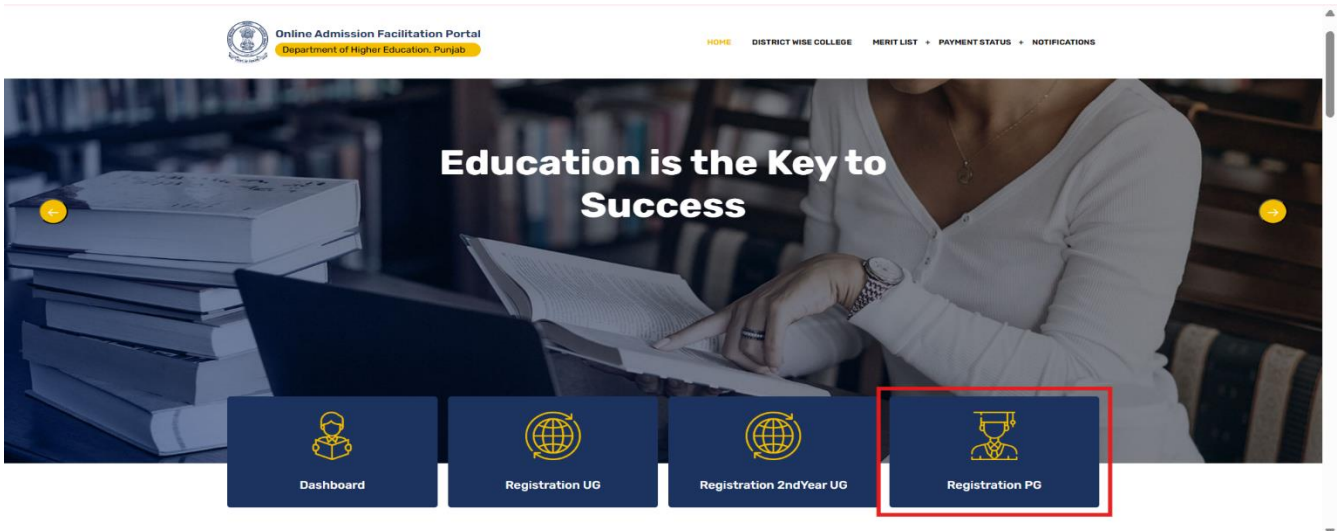 Online Admission Facilitation Portal
Department of Higher Education, Punjab
HOME DISTRICT WISE COLLEGE MERIT LIST + PAYMENT STATUS + NOTIFICATIONS
Education is the Key to
Success
Dashboard
Registration UG
Registration 2ndYear UG
Registration PG